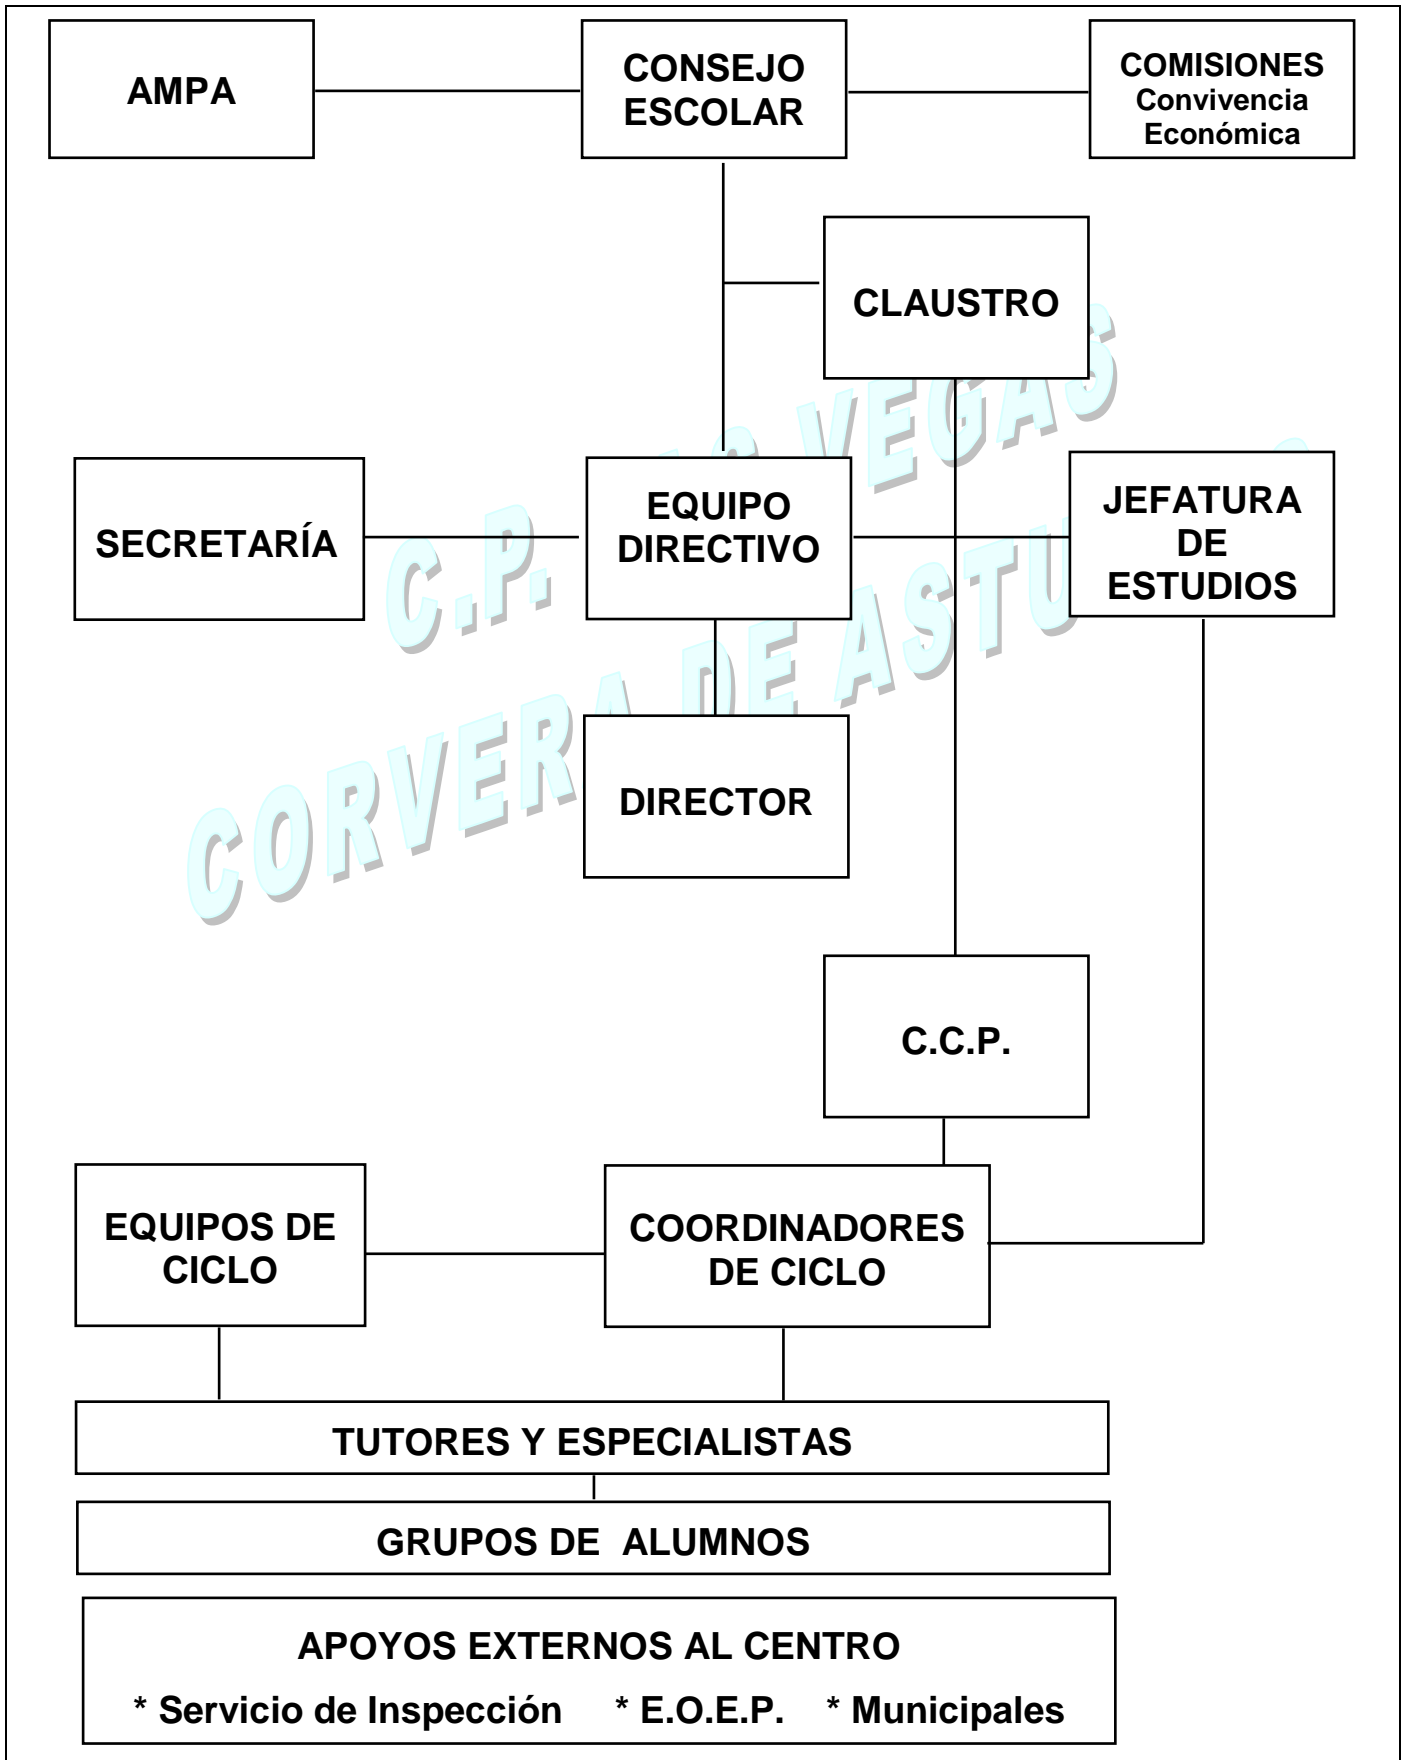 AMPA
CONSEJO
ESCOLAR
COMISIONES
Convivencia
Económica
CLAUSTRO
C.P. VEGAS
CORVERA DE
SECRETARÍA
EQUIPO
DIRECTIVO
JEFATURA
DE
ESTUDIOS
DIRECTOR
C.C.P.
EQUIPOS DE
CICLO
COORDINADORES
DE CICLO
TUTORES Y ESPECIALISTAS
GRUPOS DE ALUMNOS
APOYOS EXTERNOS AL CENTRO
* Servicio de Inspección * E.O.E.P. * Municipales